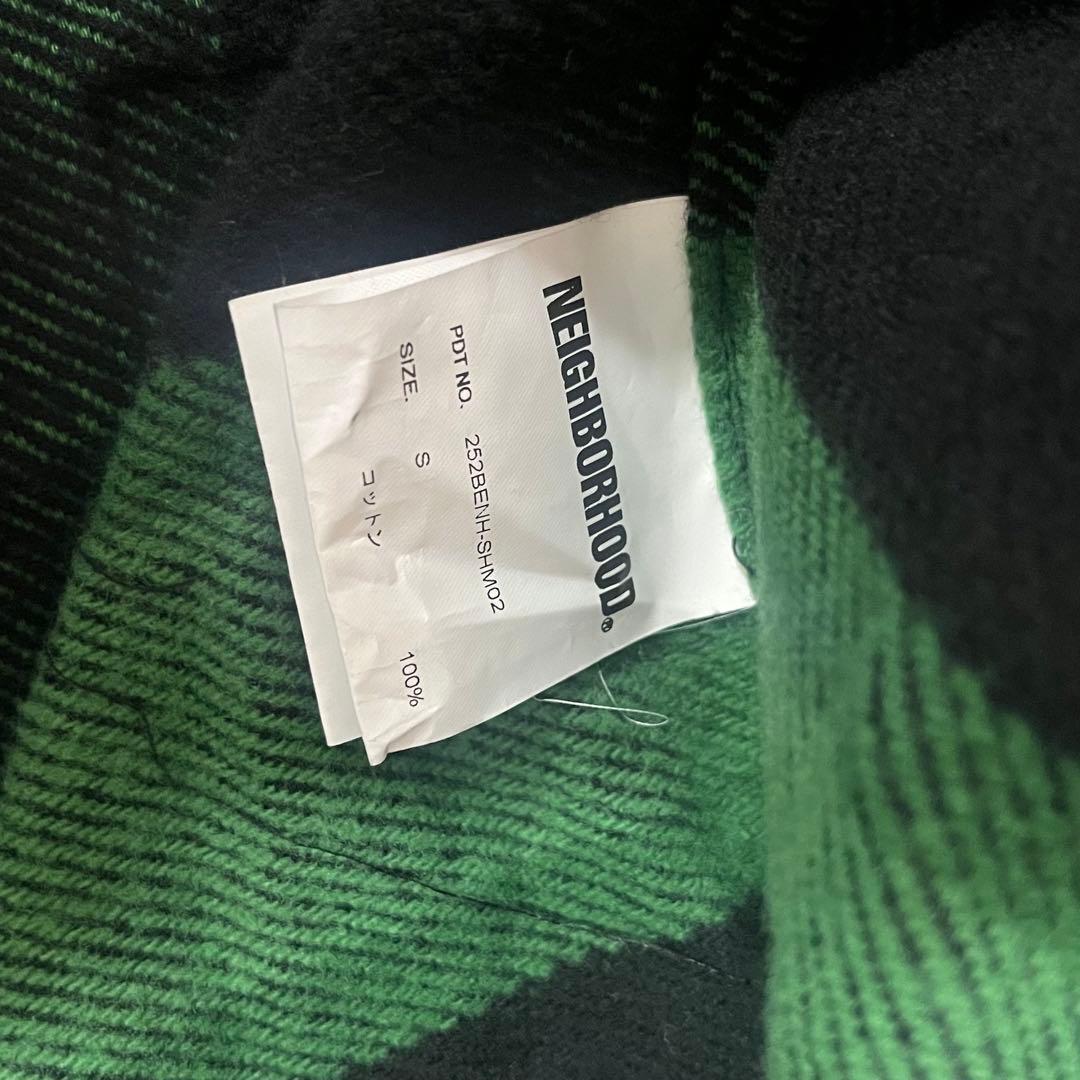 NEIGHBORHOOD®
PDT NO. 252BENH-SHM02
SIZE. S
コットン 100%